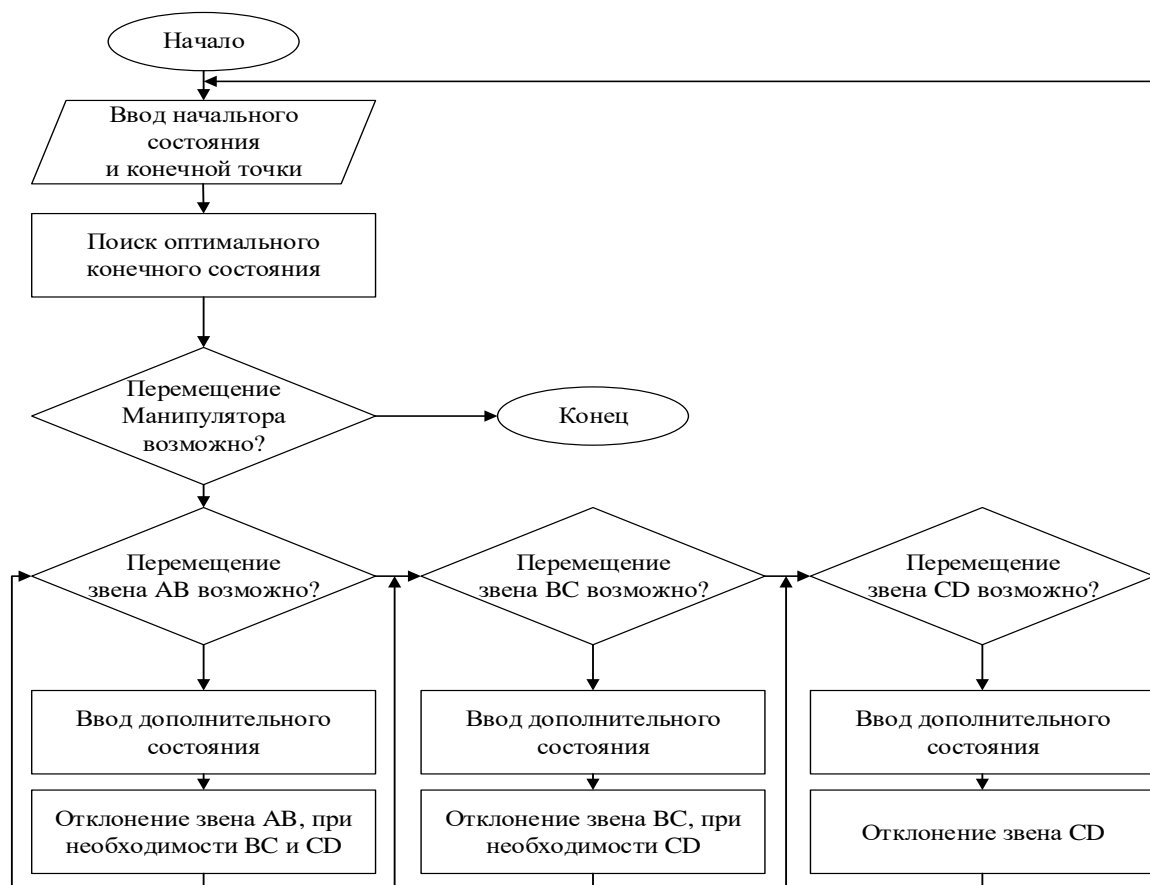 Начало
Ввод начального
состояния
и конечной точки
Поиск оптимального
конечного состояния
Перемещение
Манипулятора
возможно?
Конец
Перемещение
звена AB возможно?
Перемещение
звена BC возможно?
Перемещение
звена CD возможно?
Ввод дополнительного
состояния
Ввод дополнительного
состояния
Ввод дополнительного
состояния
Отклонение звена AB, при
необходимости BC и CD
Отклонение звена BC, при
необходимости CD
Отклонение звена CD